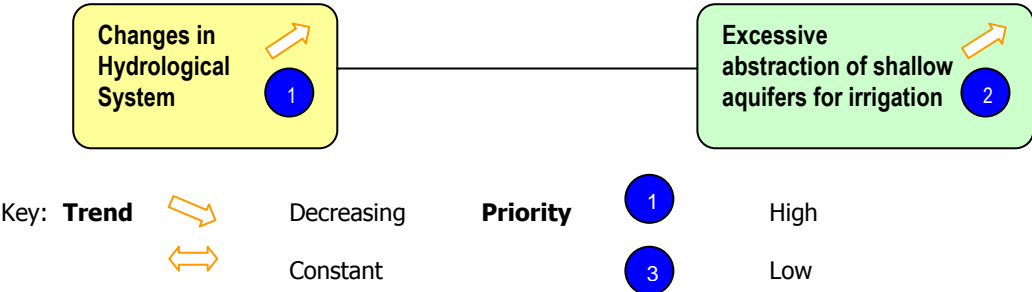 Changes in
Hydrological
System
1
Excessive
abstraction of shallow
aquifers for irrigation
2
Key: Trend Decreasing Priority 1 High
Constant 3 Low